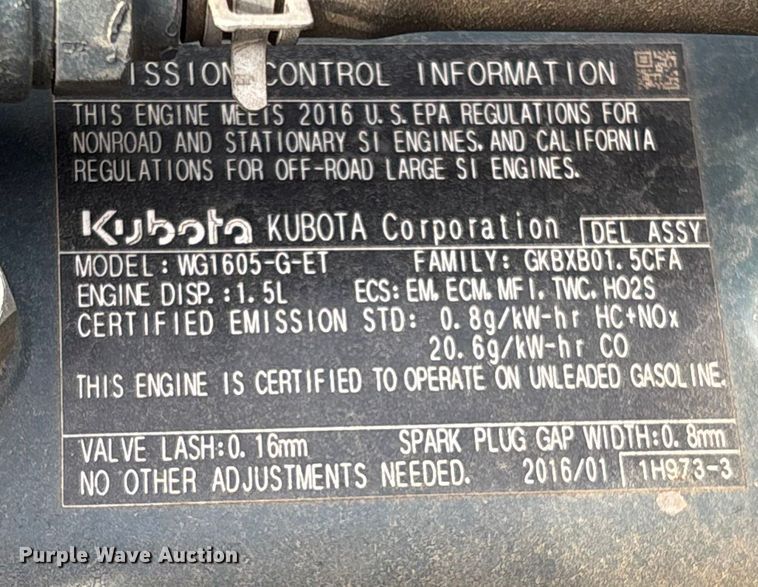 ISSION CONTROL INFORMATION
THIS ENGINE MEETS 2016 U.S.EPA REGULATIONS FOR
NONROAD AND STATIONARY SI ENGINES, AND CALIFORNIA
REGULATIONS FOR OFF-ROAD LARGE SI ENGINES.
Kubota KUBOTA Corporation DEL ASSY
MODEL: WG1605-G-ET FAMILY: GKBXB01.5CFA
ENGINE DISP.:1.5L ECS: EM, ECM, MFI, TWC, HO2S
CERTIFIED EMISSION STD: 0.8g/kW-hr HC+NOx
20.6g/kW-hr CO
THIS ENGINE IS CERTIFIED TO OPERATE ON UNLEADED GASOLINE.
VALVE LASH:0.16mm SPARK PLUG GAP WIDTH:0.8mm
NO OTHER ADJUSTMENTS NEEDED. 2016/01 1H973-3
Purple Wave Auction